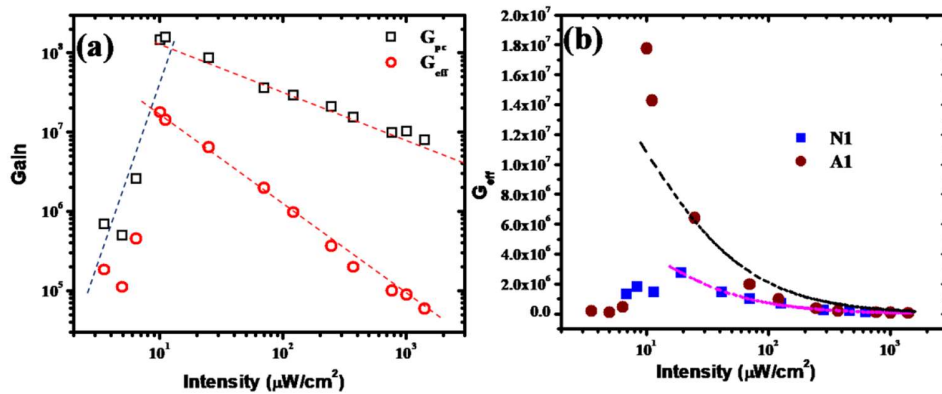 (a)
G_pc
G_eff
10^8
10^7
10^6
10^5
Gain
10^1
10^2
10^3
Intensity (μW/cm²)
(b)
2.0x10^7
1.8x10^7
1.6x10^7
1.4x10^7
1.2x10^7
1.0x10^7
8.0x10^6
6.0x10^6
4.0x10^6
2.0x10^6
0.0
G_eff
N1
A1
10^1
10^2
10^3
Intensity (μW/cm²)